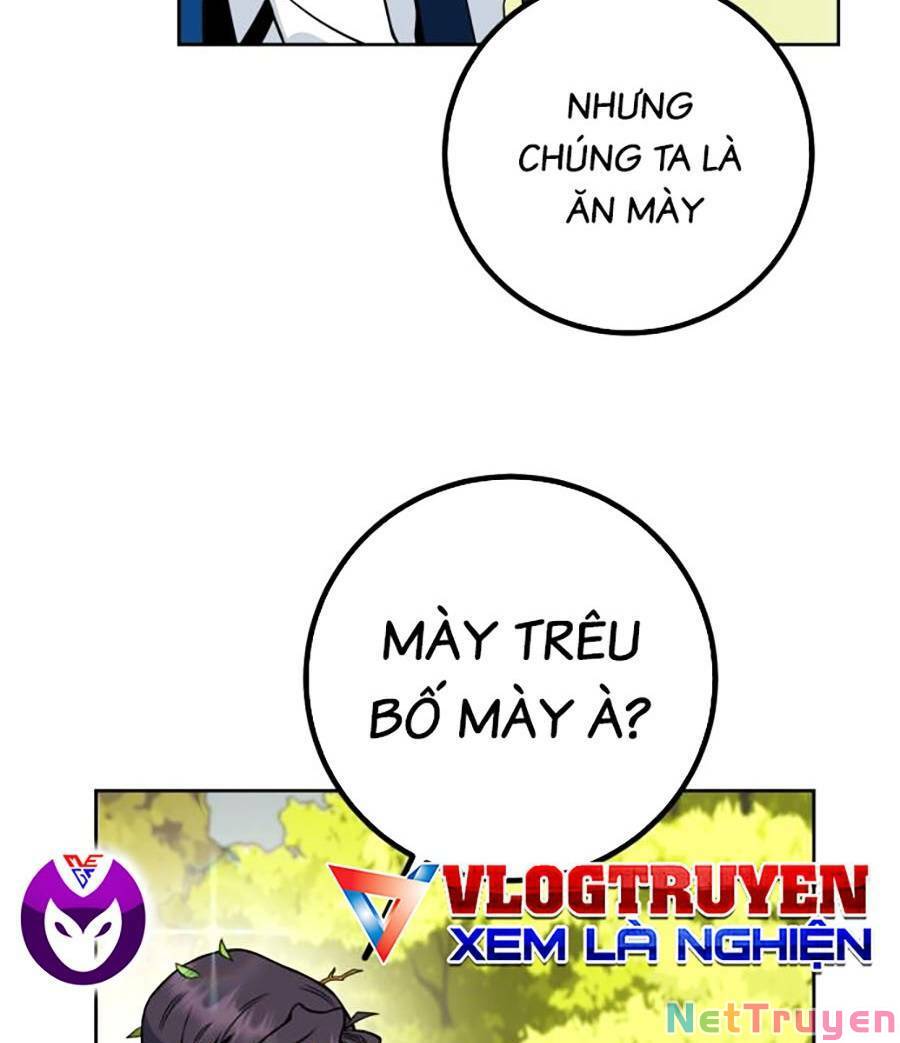 NHƯNG
CHÚNG TA LÀ
ĂN MÀY
MÀY TRÊU
BỐ MÀY À?
VLOGTRUYEN
XEM LÀ NGHIỆN
NetTruyen